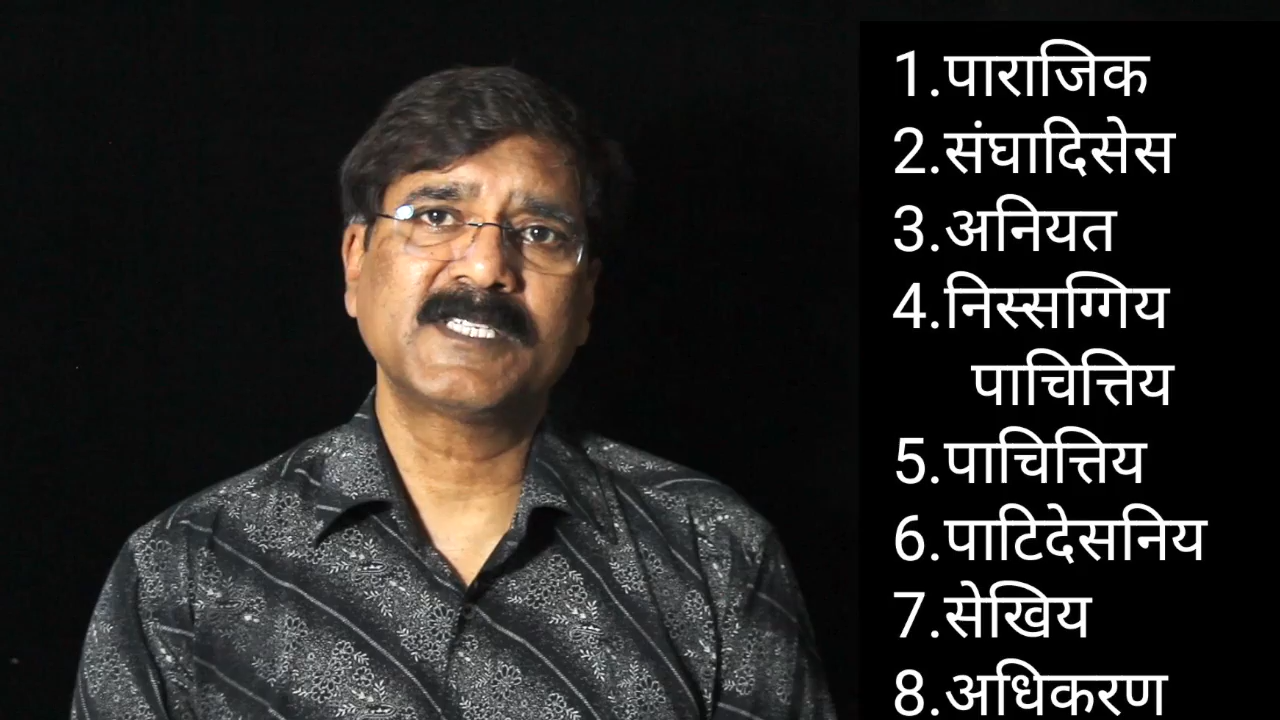 1.पाराजिक
2.संघादिसेस
3.अनियत
4.निस्सग्गिय
पाचित्तिय
5.पाचित्तिय
6.पाटिदेसनिय
7.सेखिय
8.अधिकरण